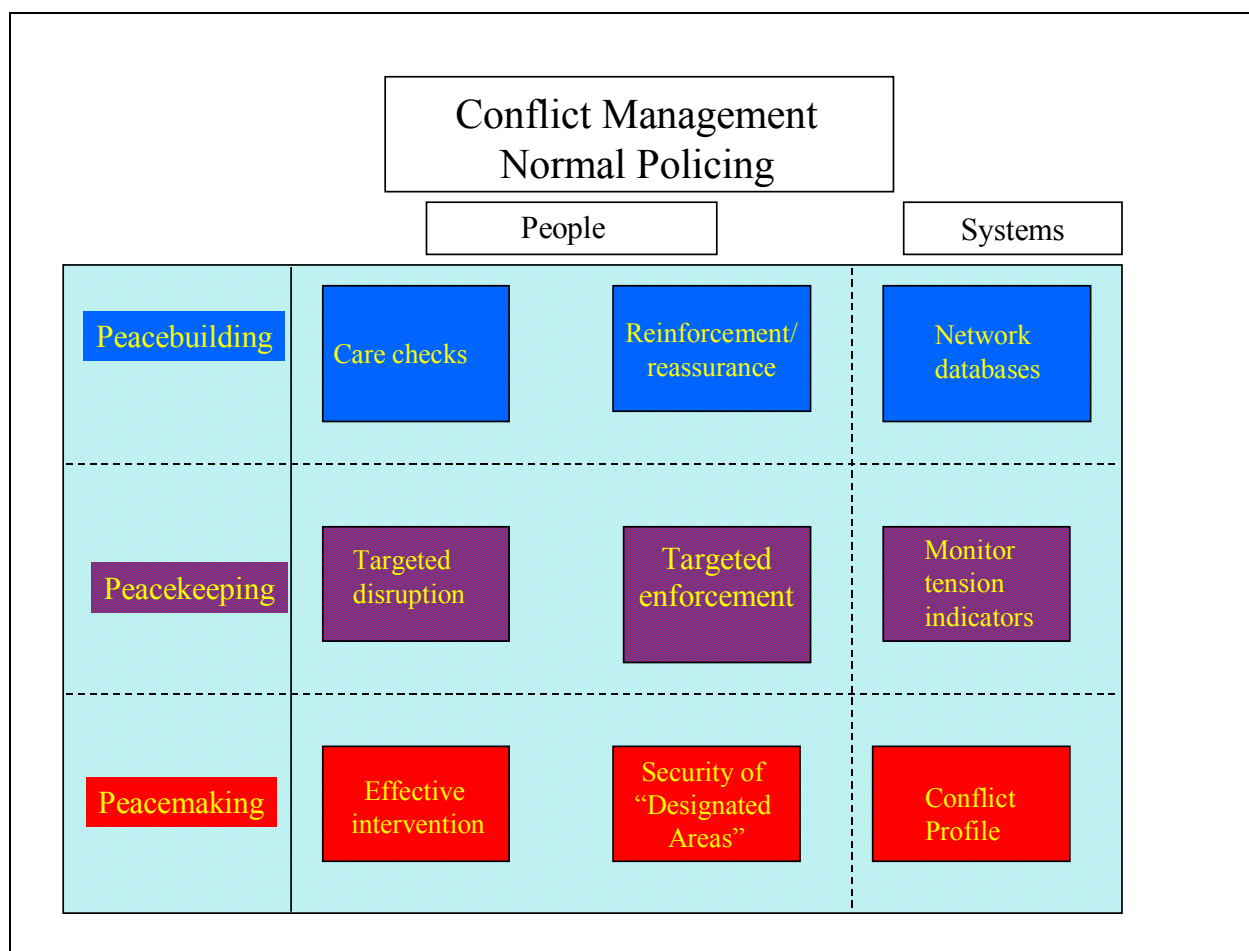 Conflict Management
Normal Policing
People
Systems
Peacebuilding
Care checks
Reinforcement/
reassurance
Network
databases
Peacekeeping
Targeted
disruption
Targeted
enforcement
Monitor
tension
indicators
Peacemaking
Effective
intervention
Security of
“Designated
Areas”
Conflict
Profile